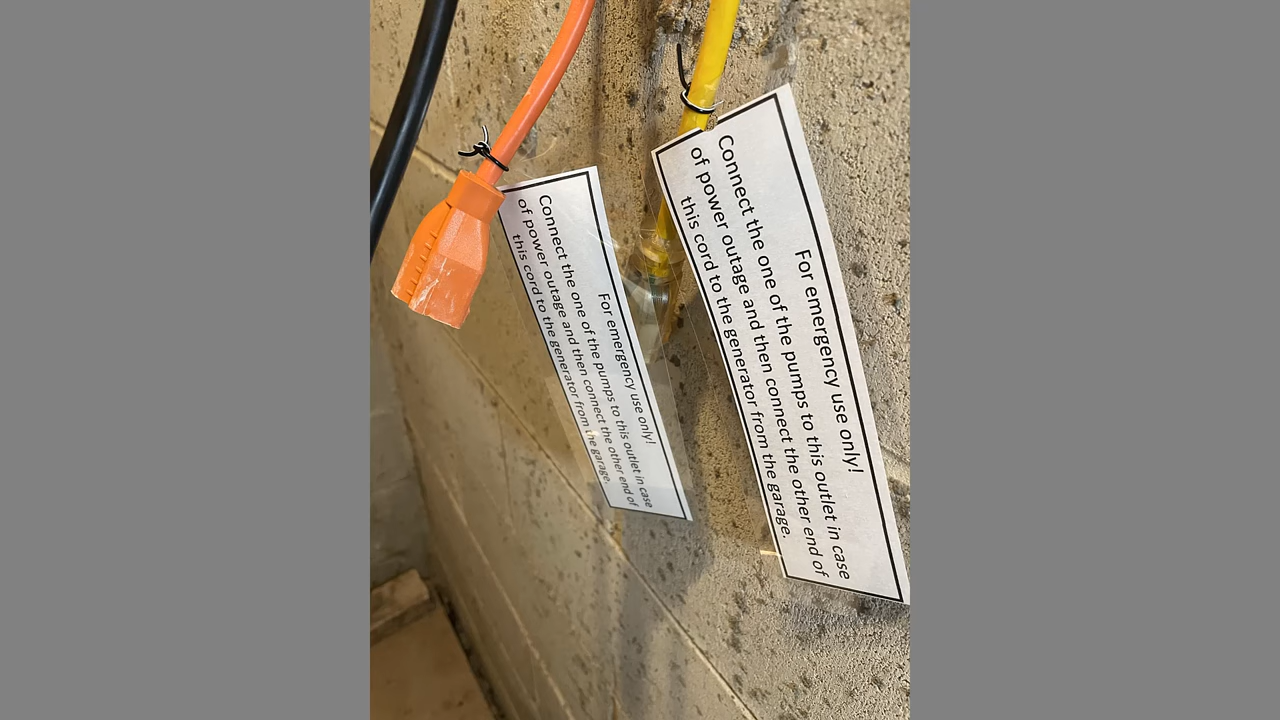 For emergency use only!
Connect the one of the pumps to this outlet in case
of power outage and then connect the other end of
this cord to the generator from the garage.
For emergency use only!
Connect the one of the pumps to this outlet in case
of power outage and then connect the other end of
this cord to the generator from the garage.